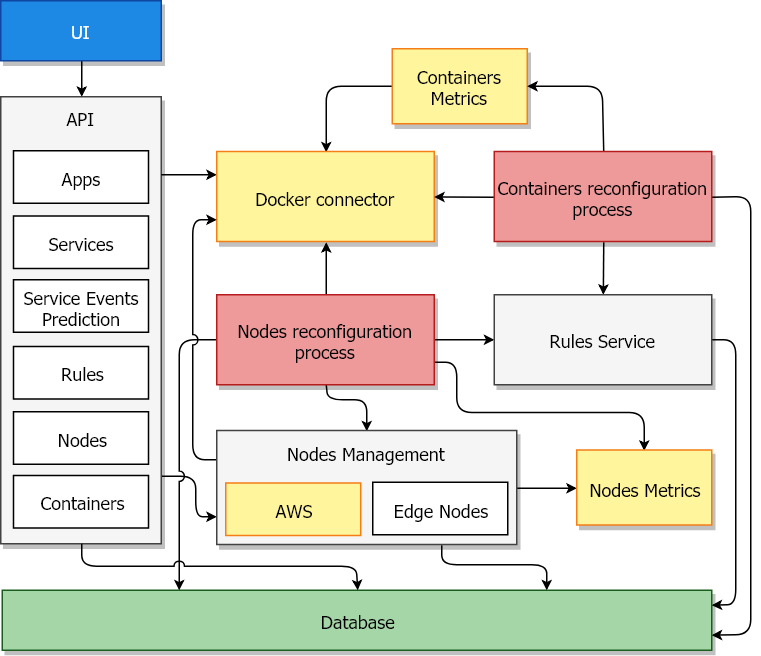 UI
API
Apps
Services
Service Events
Prediction
Rules
Nodes
Containers
Containers
Metrics
Docker connector
Containers reconfiguration
process
Nodes reconfiguration
process
Rules Service
Nodes Management
AWS
Edge Nodes
Nodes Metrics
Database